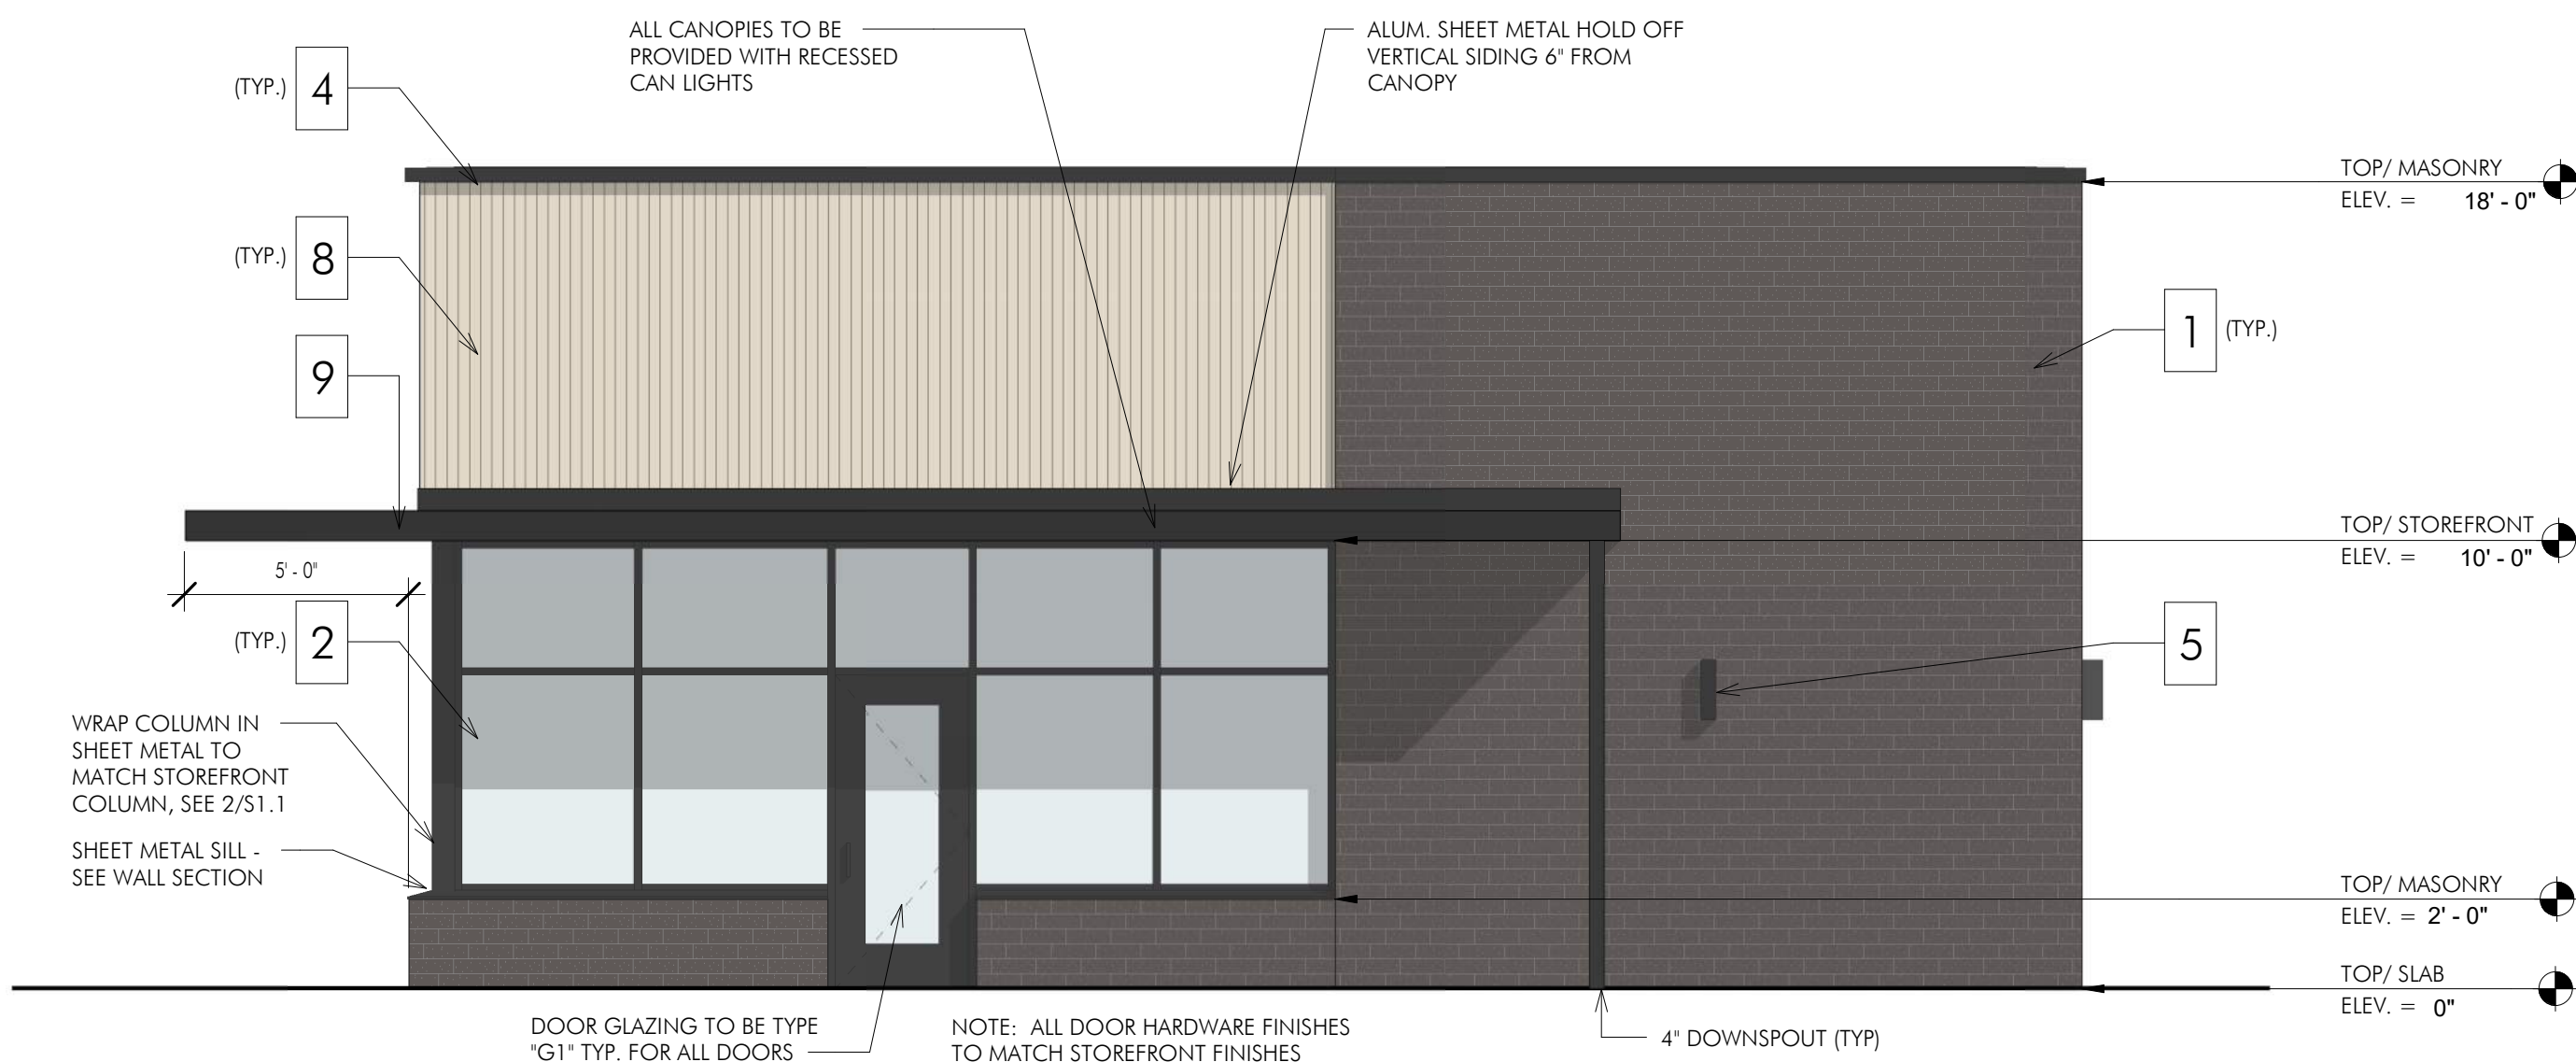 ALL CANOPIES TO BE
PROVIDED WITH RECESSED
CAN LIGHTS
ALUM. SHEET METAL HOLD OFF
VERTICAL SIDING 6" FROM
CANOPY
(TYP.) 4
(TYP.) 8
9
5' - 0"
(TYP.) 2
WRAP COLUMN IN
SHEET METAL TO
MATCH STOREFRONT
COLUMN, SEE 2/S1.1
SHEET METAL SILL -
SEE WALL SECTION
DOOR GLAZING TO BE TYPE
"G1" TYP. FOR ALL DOORS
NOTE: ALL DOOR HARDWARE FINISHES
TO MATCH STOREFRONT FINISHES
4" DOWNSPOUT (TYP)
1 (TYP.)
5
TOP/ MASONRY
ELEV. = 18' - 0"
TOP/ STOREFRONT
ELEV. = 10' - 0"
TOP/ MASONRY
ELEV. = 2' - 0"
TOP/ SLAB
ELEV. = 0"